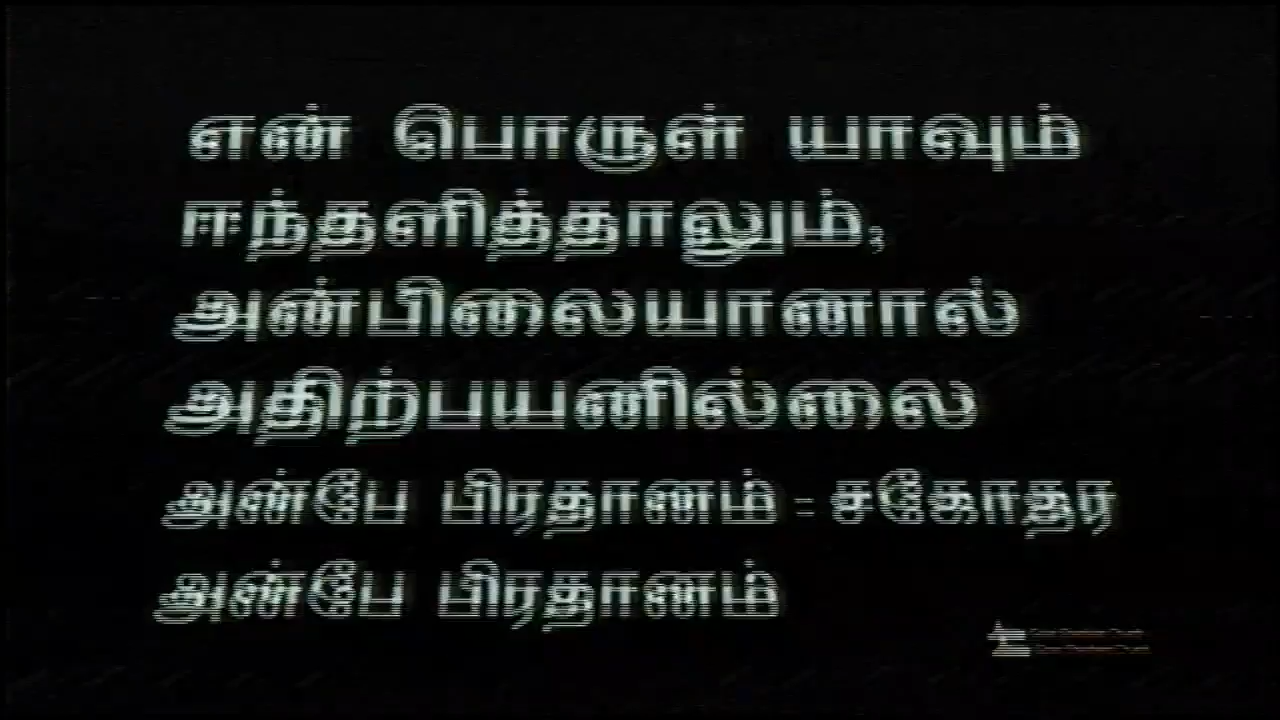 என் பொருள் யாவும்
ஈந்தளித்தாலும்,
அன்பிலையானால்
அதிற்பயனில்லை
அன்பே பிரதானம் - சகோதர
அன்பே பிரதானம்